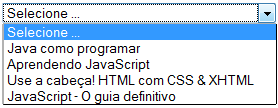 Selecione ...
Selecione ...
Java como programar
Aprendendo JavaScript
Use a cabeça! HTML com CSS & XHTML
JavaScript - O guia definitivo